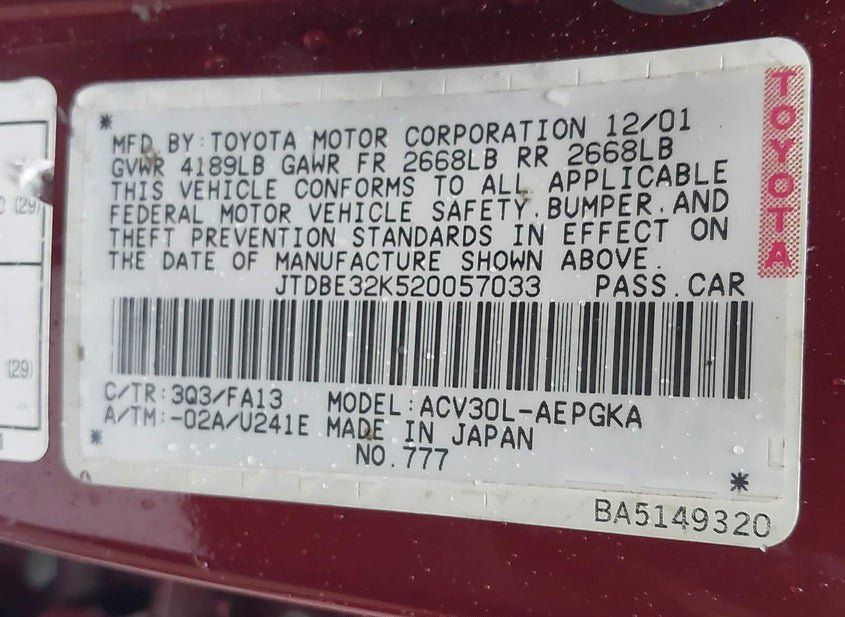 MFD. BY: TOYOTA MOTOR CORPORATION 12/01
GVWR 4189LB GAWR FR 2668LB RR 2668LB
THIS VEHICLE CONFORMS TO ALL APPLICABLE
FEDERAL MOTOR VEHICLE SAFETY, BUMPER, AND
THEFT PREVENTION STANDARDS IN EFFECT ON
THE DATE OF MANUFACTURE SHOWN ABOVE.
JTDBE32K520057033 PASS. CAR
C/TR: 3Q3/FA13 MODEL: ACV30L-AEPGKA
A/TM: -02A/U241E MADE IN JAPAN
NO. 777
BA5149320
TOYOTA
(29)
(29)